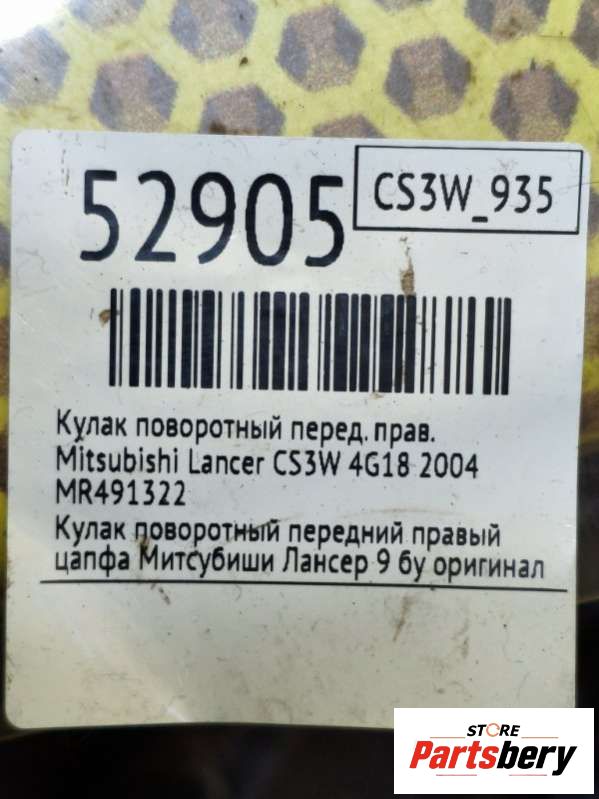 52905
CS3W_935
Кулак поворотный перед. прав.
Mitsubishi Lancer CS3W 4G18 2004
MR491322
Кулак поворотный передний правый
цапфа Митсубиши Лансер 9 бу оригинал
STORE
Partsbery